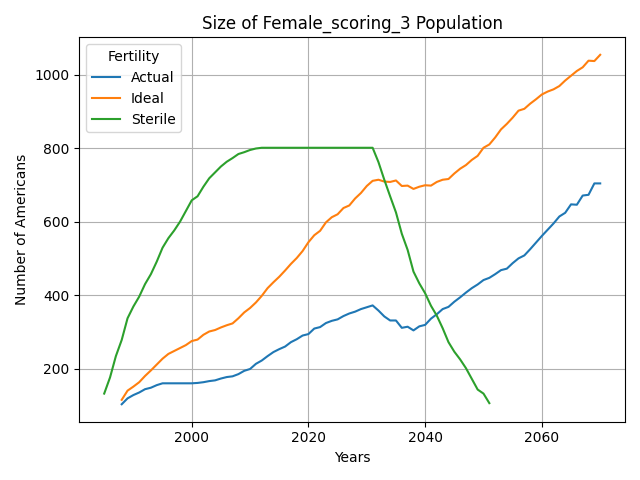 Size of Female_scoring_3 Population
Fertility
Actual
Ideal
Sterile
Number of Americans
1000
800
600
400
200
2000
2020
2040
2060
Years